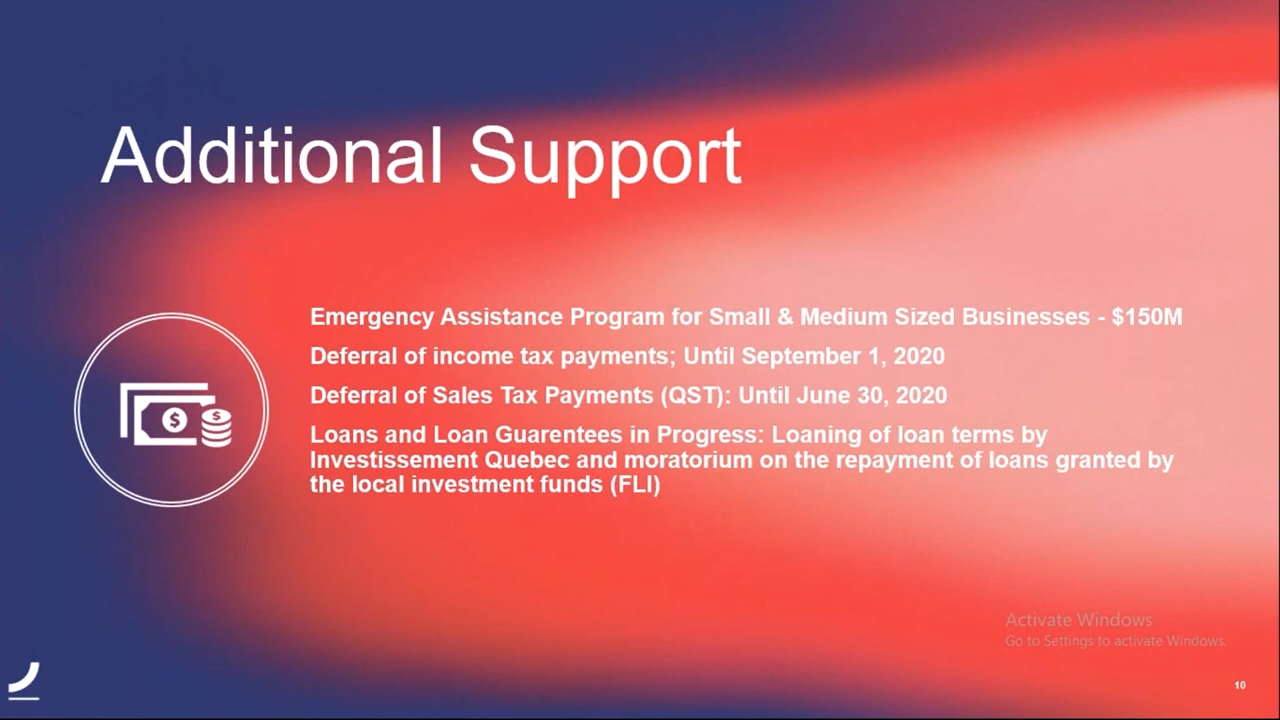 Additional Support
Emergency Assistance Program for Small & Medium Sized Businesses - $150M
Deferral of income tax payments; Until September 1, 2020
Deferral of Sales Tax Payments (QST): Until June 30, 2020
Loans and Loan Guarentees in Progress: Loaning of loan terms by
Investissement Quebec and moratorium on the repayment of loans granted by
the local investment funds (FLI)
$
$
Activate Windows
Go to Settings to activate Windows.
10